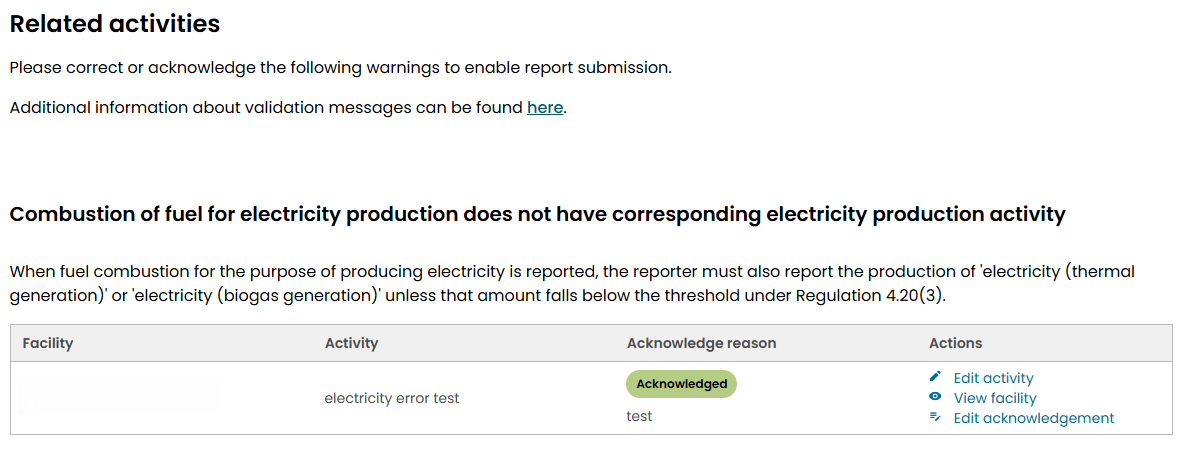 Related activities
Please correct or acknowledge the following warnings to enable report submission.
Additional information about validation messages can be found here.
Combustion of fuel for electricity production does not have corresponding electricity production activity
When fuel combustion for the purpose of producing electricity is reported, the reporter must also report the production of 'electricity (thermal
generation)' or 'electricity (biogas generation)' unless that amount falls below the threshold under Regulation 4.20(3).
Facility Activity Acknowledge reason Actions
electricity error test
Acknowledged
test
Edit activity
View facility
Edit acknowledgement